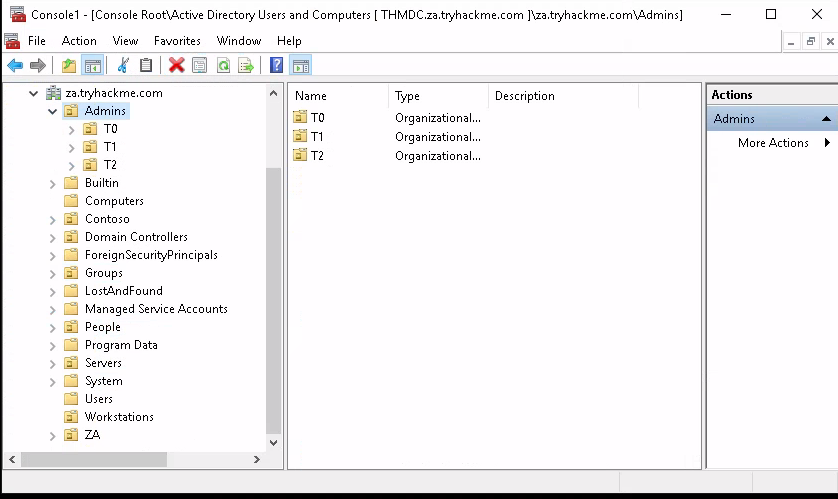 Console1 - [Console Root\Active Directory Users and Computers [ THMDC.za.tryhackme.com ]\za.tryhackme.com\Admins]
File Action View Favorites Window Help
za.tryhackme.com
Admins
T0
T1
T2
Builtin
Computers
Contoso
Domain Controllers
ForeignSecurityPrincipals
Groups
LostAndFound
Managed Service Accounts
People
Program Data
Servers
System
Users
Workstations
ZA
Name Type Description
T0 Organizational...
T1 Organizational...
T2 Organizational...
Actions
Admins
More Actions